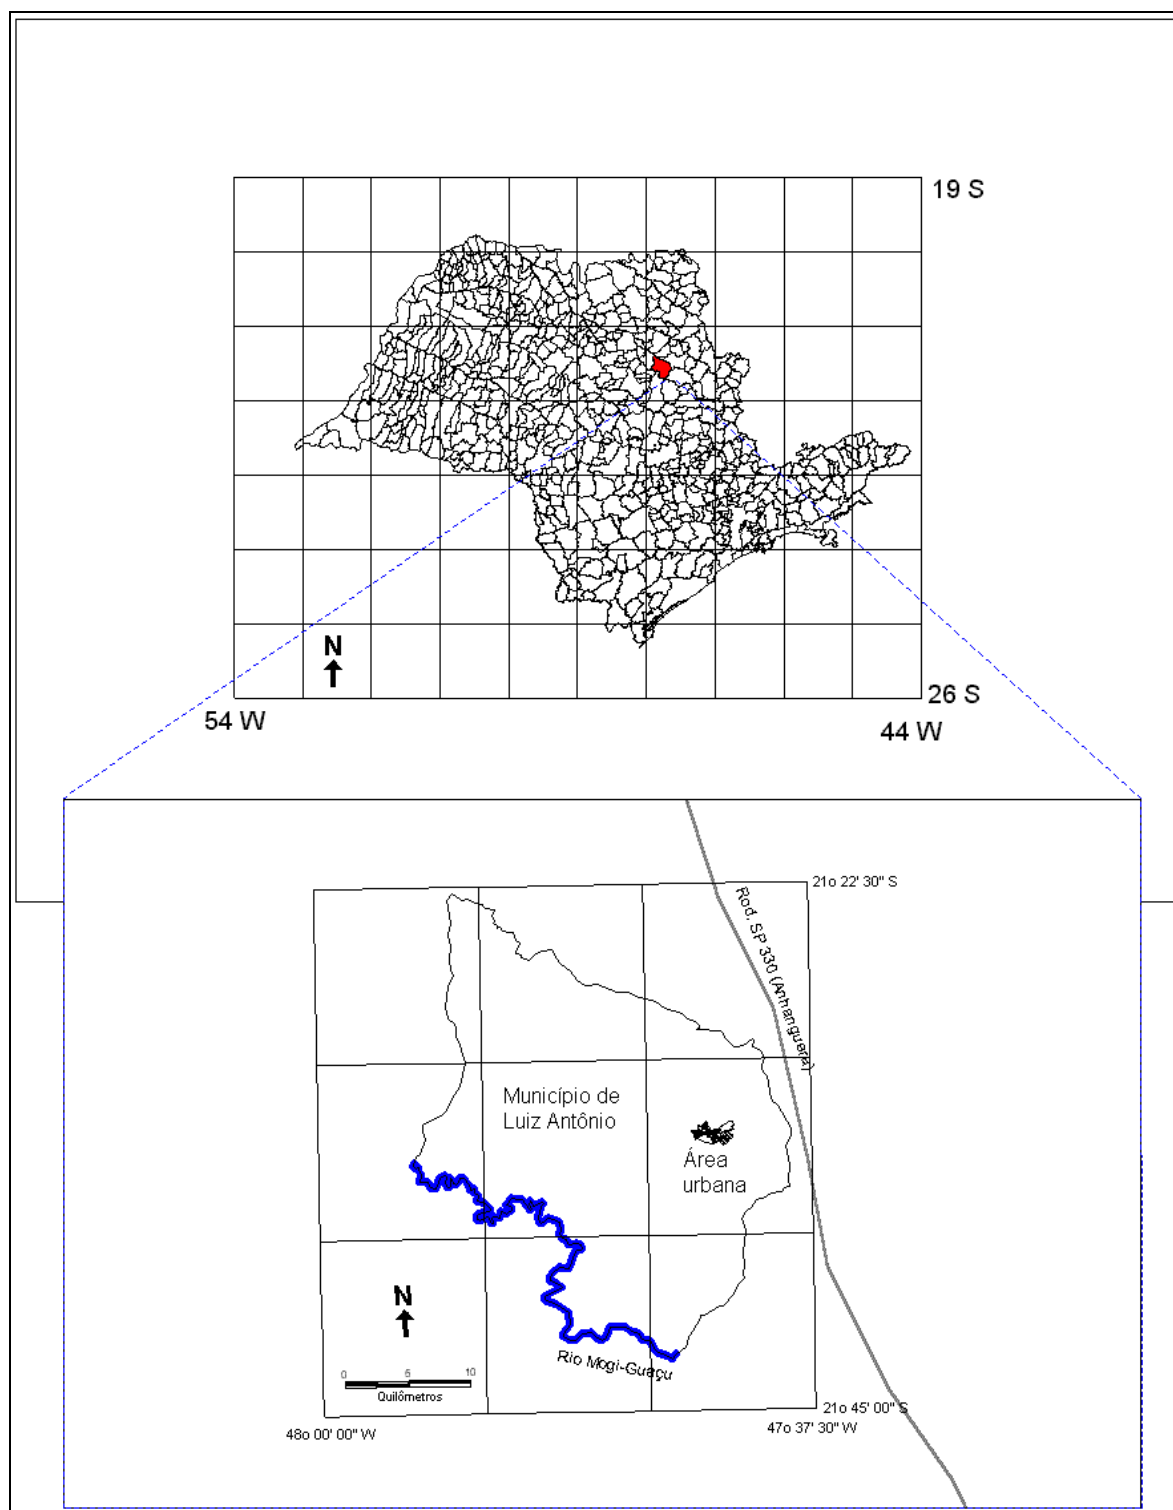 19 S
N
26 S
54 W
44 W
21o 22' 30" S
Rod. SP 330 (Anhanguera)
Município de
Luiz Antônio
Área
urbana
N
Rio Mogi-Guaçu
0 5 10
Quilômetros
21o 45' 00" S
48o 00' 00" W
47o 37' 30" W